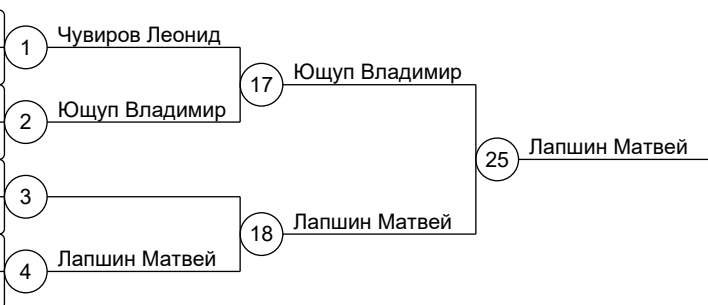 Чувиров Леонид
1
Ющуп Владимир
17
Ющуп Владимир
2
Лапшин Матвей
25
3
Лапшин Матвей
18
Лапшин Матвей
4